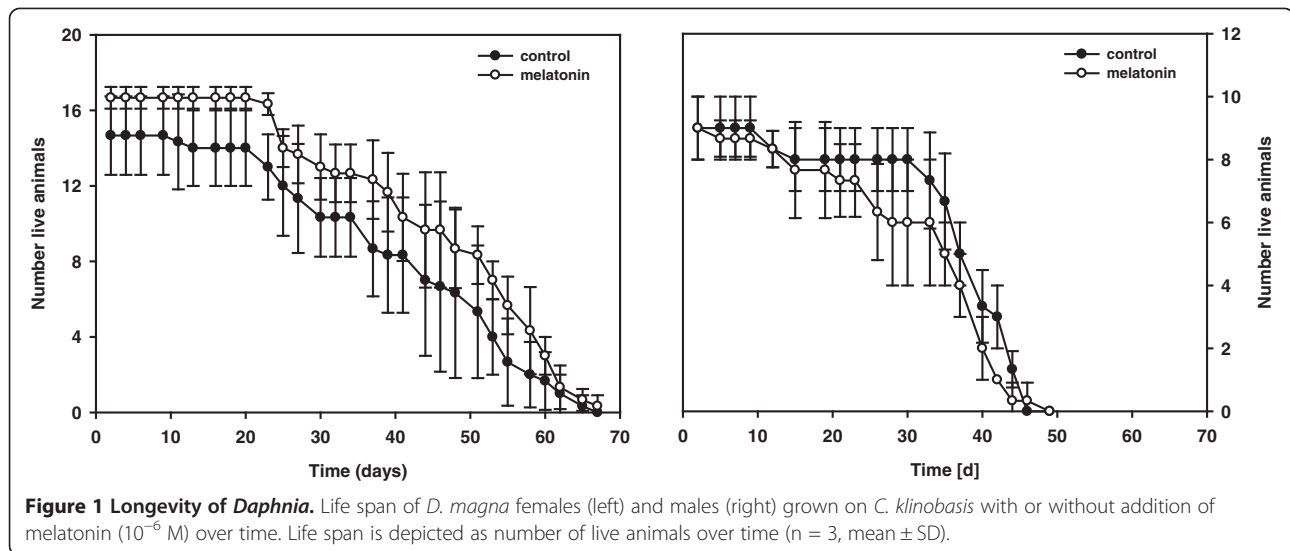 20
16
12
8
4
0
Number live animals
control
melatonin
0 10 20 30 40 50 60 70
Time (days)
control
melatonin
12
10
8
6
4
2
0
Number live animals
0 10 20 30 40 50 60 70
Time [d]
Figure 1 Longevity of Daphnia. Life span of D. magna females (left) and males (right) grown on C. klinobasis with or without addition of
melatonin (10⁻⁶ M) over time. Life span is depicted as number of live animals over time (n = 3, mean ± SD).